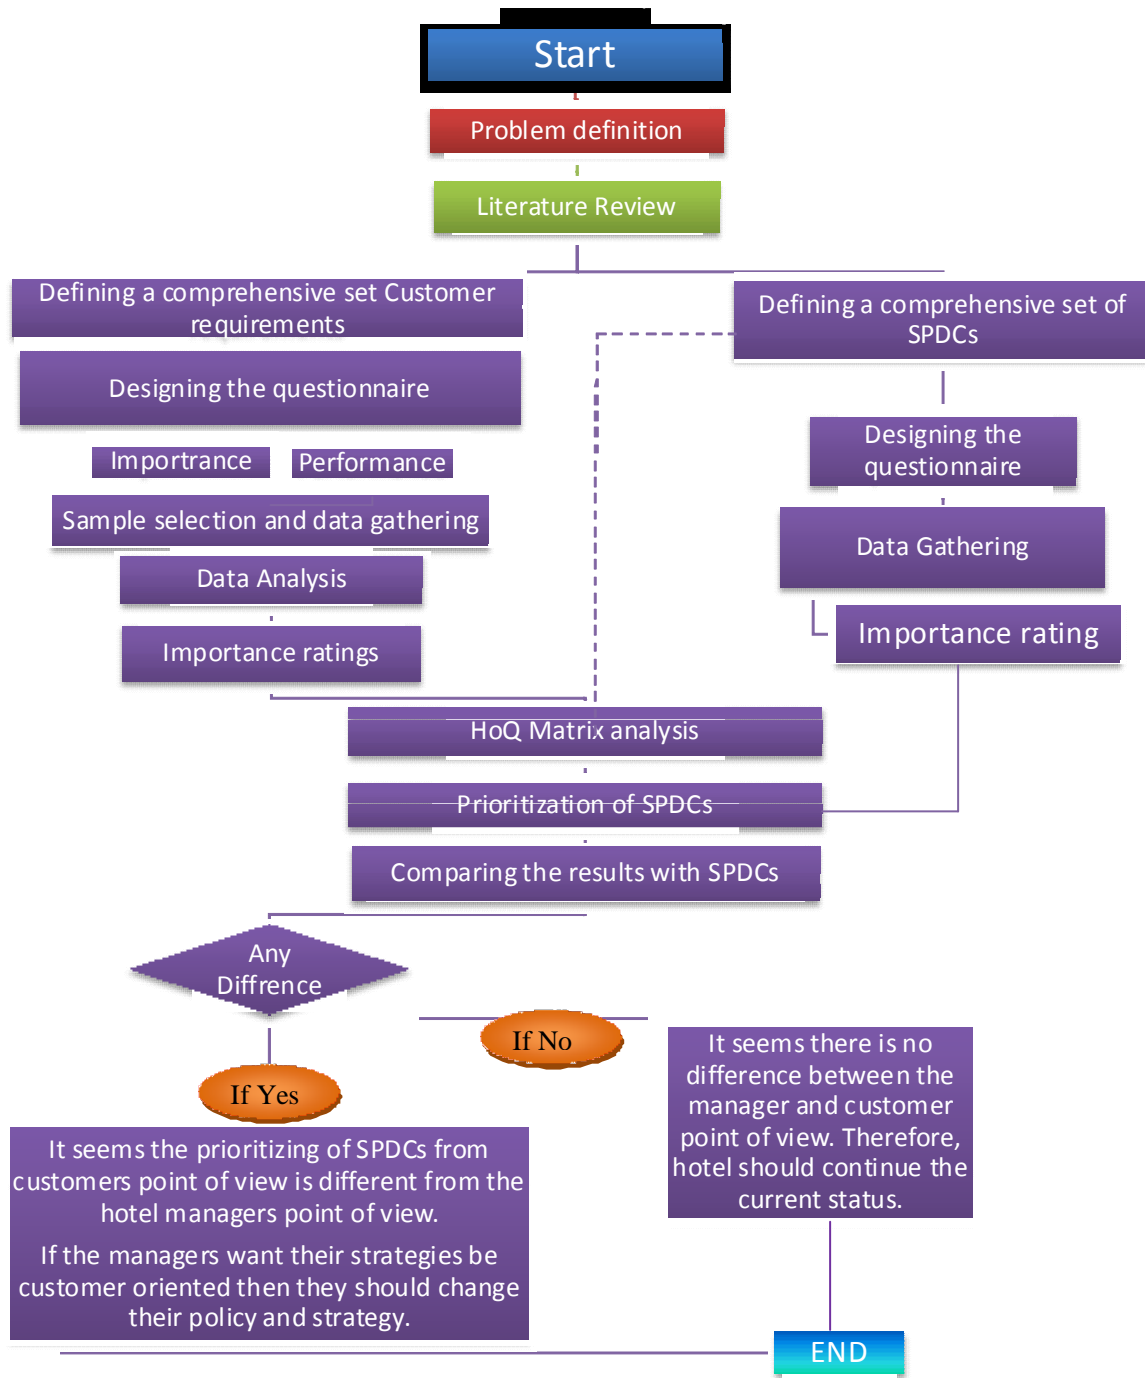 Start
Problem definition
Literature Review
Defining a comprehensive set Customer
requirements
Designing the questionnaire
Importrance
Performance
Sample selection and data gathering
Data Analysis
Importance ratings
Defining a comprehensive set of
SPDCs
Designing the
questionnaire
Data Gathering
Importance rating
HoQ Matrix analysis
Prioritization of SPDCs
Comparing the results with SPDCs
Any
Diffrence
If No
If Yes
It seems the prioritizing of SPDCs from
customers point of view is different from the
hotel managers point of view.
If the managers want their strategies be
customer oriented then they should change
their policy and strategy.
It seems there is no
difference between the
manager and customer
point of view. Therefore,
hotel should continue the
current status.
END